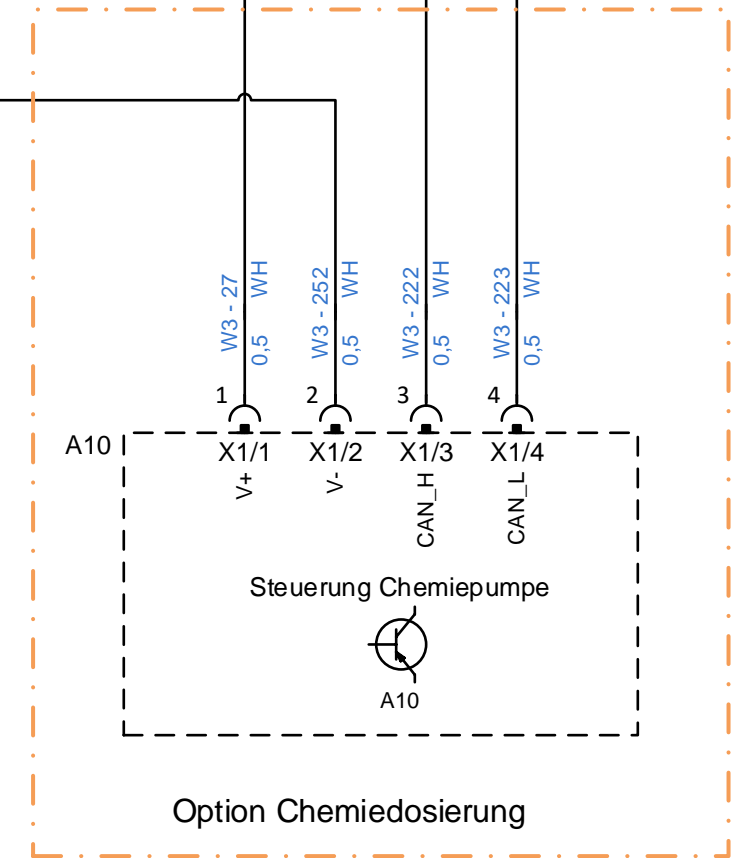 W3 - 27 WH
0,5
W3 - 252 WH
0,5
W3 - 222 WH
0,5
W3 - 223 WH
0,5
1 2 3 4
A10
X1/1 X1/2 X1/3 X1/4
V+ V- CAN_H CAN_L
Steuerung Chemiepumpe
A10
Option Chemiedosierung